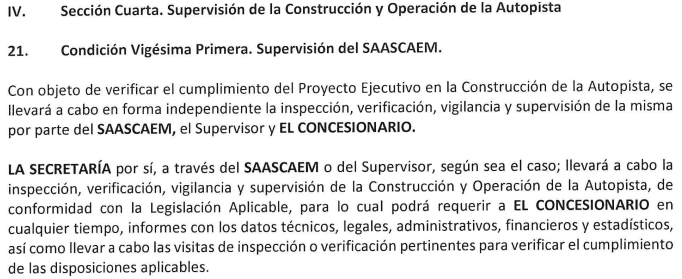 IV. Sección Cuarta. Supervisión de la Construcción y Operación de la Autopista
21. Condición Vigésima Primera. Supervisión del SAASCAEM.
Con objeto de verificar el cumplimiento del Proyecto Ejecutivo en la Construcción de la Autopista, se
llevará a cabo en forma independiente la inspección, verificación, vigilancia y supervisión de la misma
por parte del SAASCAEM, el Supervisor y EL CONCESIONARIO.
LA SECRETARÍA por sí, a través del SAASCAEM o del Supervisor, según sea el caso; llevará a cabo la
inspección, verificación, vigilancia y supervisión de la Construcción y Operación de la Autopista, de
conformidad con la Legislación Aplicable, para lo cual podrá requerir a EL CONCESIONARIO en
cualquier tiempo, informes con los datos técnicos, legales, administrativos, financieros y estadísticos,
así como llevar a cabo las visitas de inspección o verificación pertinentes para verificar el cumplimiento
de las disposiciones aplicables.